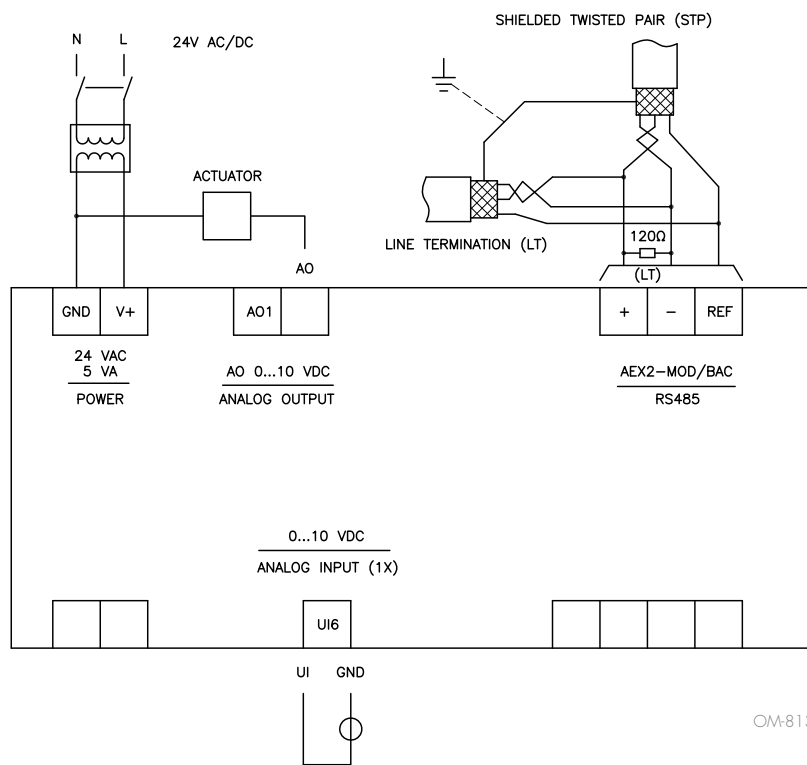 SHIELDED TWISTED PAIR (STP)
N L 24V AC/DC
ACTUATOR
LINE TERMINATION (LT)
120Ω
AO
(LT)
GND V+ AO1 + − REF
24 VAC
5 VA
POWER
AO 0...10 VDC
ANALOG OUTPUT
AEX2-MOD/BAC
RS485
0...10 VDC
ANALOG INPUT (1X)
UI6
UI GND